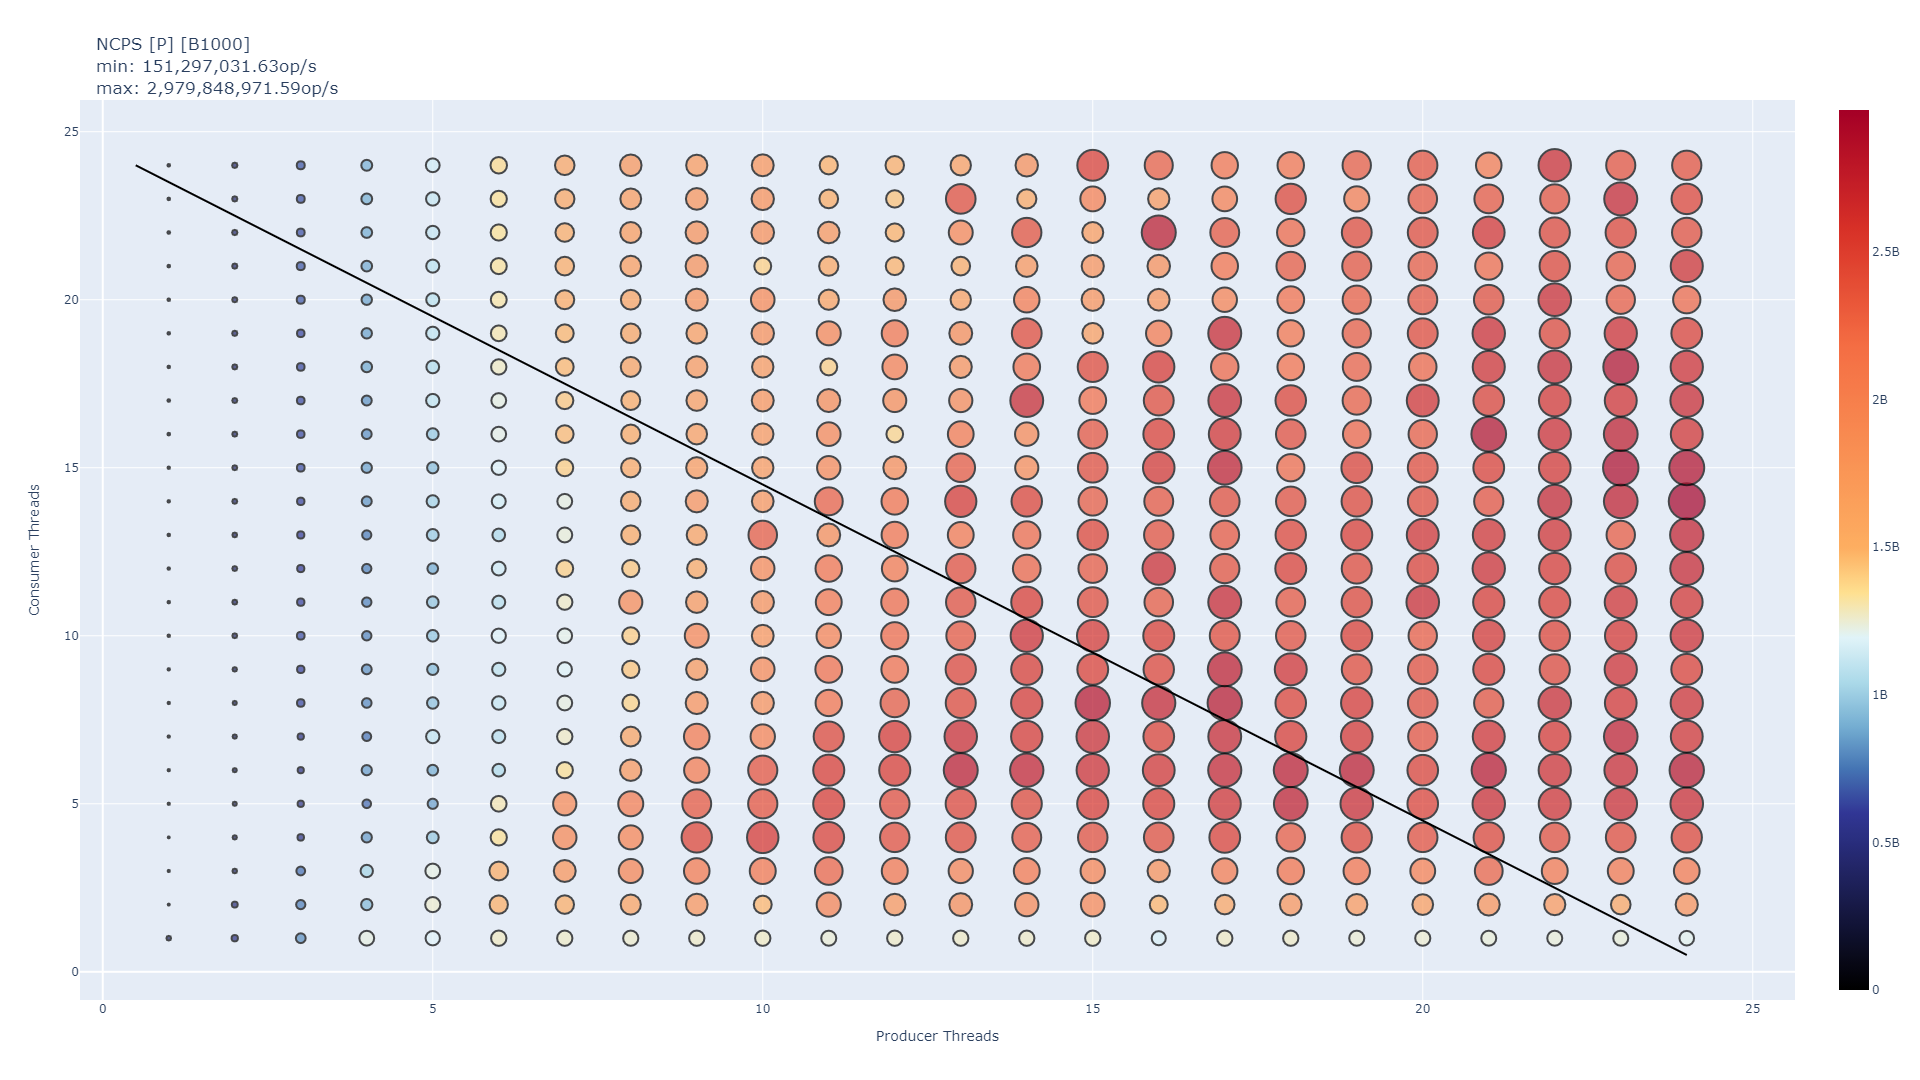 NCPS [P] [B1000]
min: 151,297,031.63op/s
max: 2,979,848,971.59op/s
25
20
15
10
5
0
Consumer Threads
0
5
10
15
20
25
Producer Threads
2.5B
2B
1.5B
1B
0.5B
0